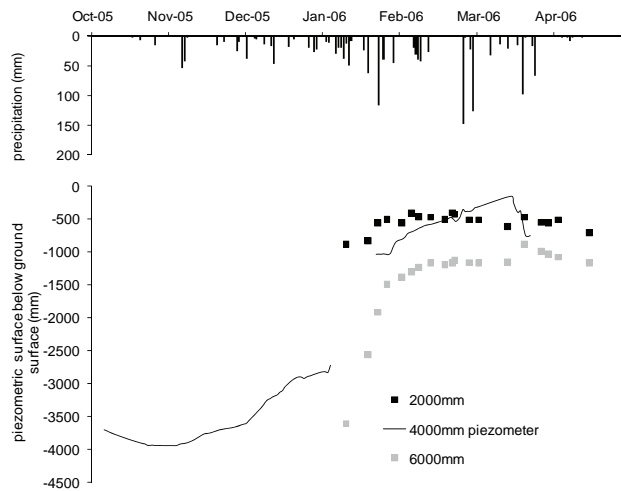 Oct-05 Nov-05 Dec-05 Jan-06 Feb-06 Mar-06 Apr-06
0
50
100
150
200
precipitation (mm)
0
-500
-1000
-1500
-2000
-2500
-3000
-3500
-4000
-4500
piezometric surface below ground
surface (mm)
2000mm
4000mm piezometer
6000mm